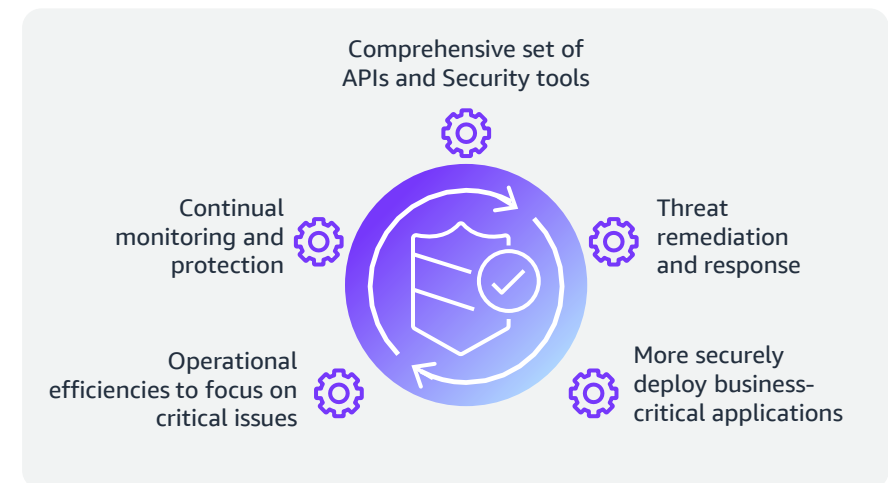 Comprehensive set of
APIs and Security tools
Continual
monitoring and
protection
Threat
remediation
and response
Operational
efficiencies to focus on
critical issues
More securely
deploy business-
critical applications